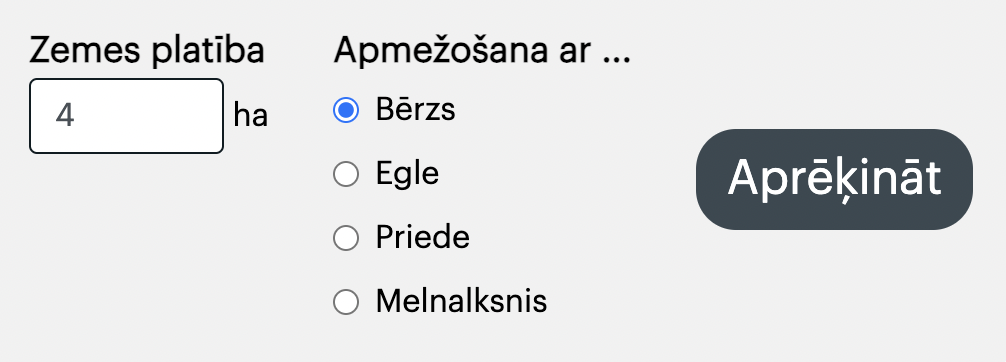 Zemes platība
4 ha
Apmežošana ar ...
Bērzs
Egle
Priede
Melnalksnis
Aprēķināt